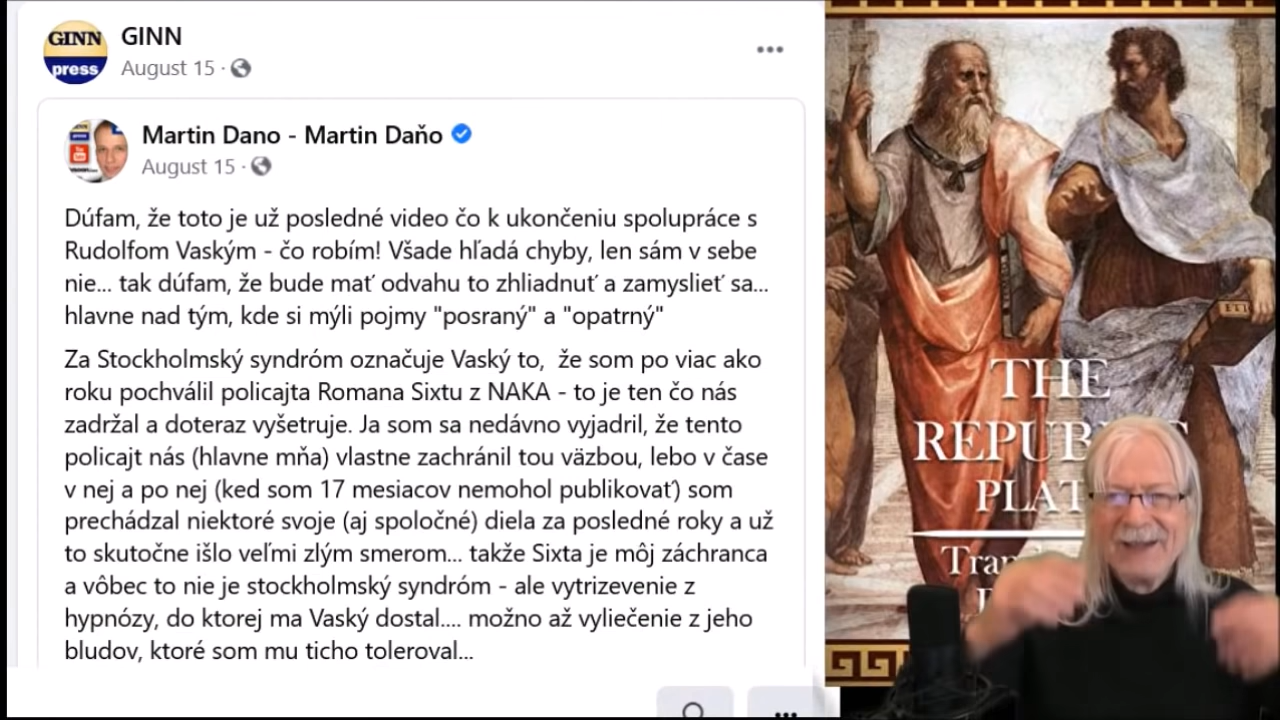 GINN
August 15
GINN
press
Martin Dano - Martin Daňo
August 15
Dúfam, že toto je už posledné video čo k ukončeniu spolupráce s
Rudolfom Vaským - čo robím! Všade hľadá chyby, len sám v sebe
nie... tak dúfam, že bude mať odvahu to zhliadnuť a zamyslieť sa...
hlavne nad tým, kde si mýli pojmy "posraný" a "opatrný"
Za Stockholmský syndróm označuje Vaský to, že som po viac ako
roku pochválil policajta Romana Sixtu z NAKA - to je ten čo nás
zadržal a doteraz vyšetruje. Ja som sa nedávno vyjadril, že tento
policajt nás (hlavne mňa) vlastne zachránil tou väzbou, lebo v čase
v nej a po nej (ked som 17 mesiacov nemohol publikovať) som
prechádzal niektoré svoje (aj spoločné) diela za posledné roky a už
to skutočne išlo veľmi zlým smerom... takže Sixta je môj záchranca
a vôbec to nie je stockholmský syndróm - ale vytrizevenie z
hypnózy, do ktorej ma Vaský dostal.... možno až vyliečenie z jeho
bludov, ktoré som mu ticho toleroval...
THE